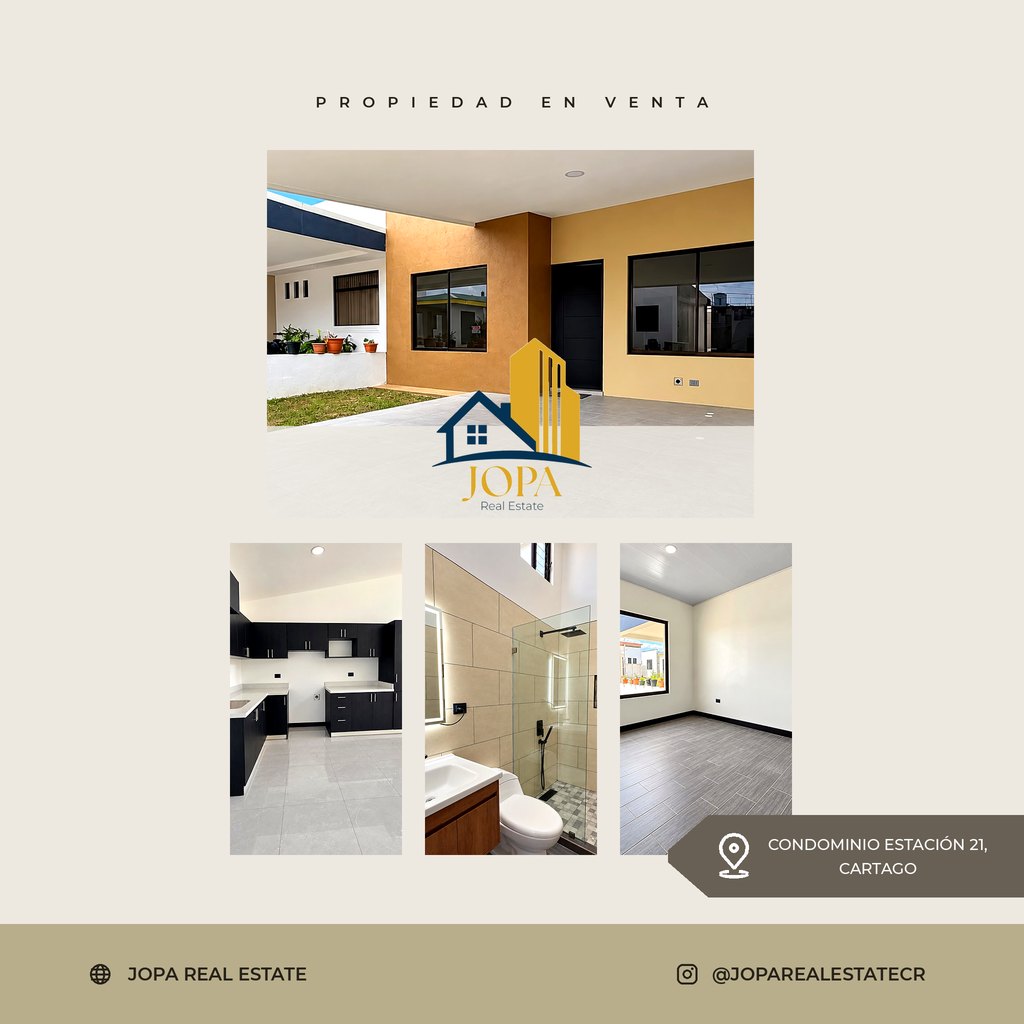 PROPIEDAD EN VENTA
JOPA
Real Estate
CONDOMINIO ESTACIÓN 21,
CARTAGO
JOPA REAL ESTATE
@JOPAREALESTATECR